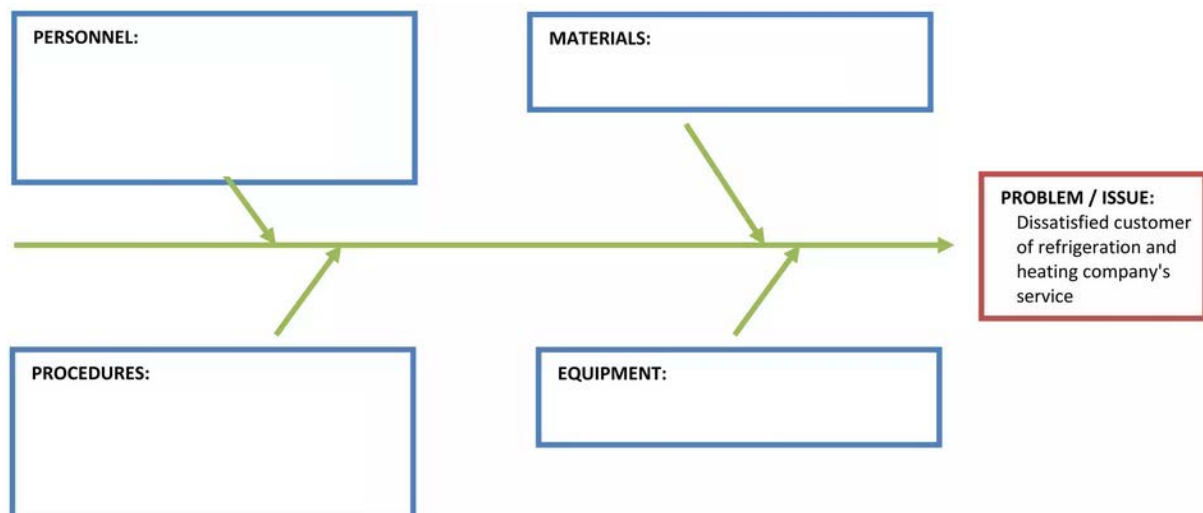 PERSONNEL:
MATERIALS:
PROBLEM / ISSUE:
Dissatisfied customer
of refrigeration and
heating company's
service
PROCEDURES:
EQUIPMENT: